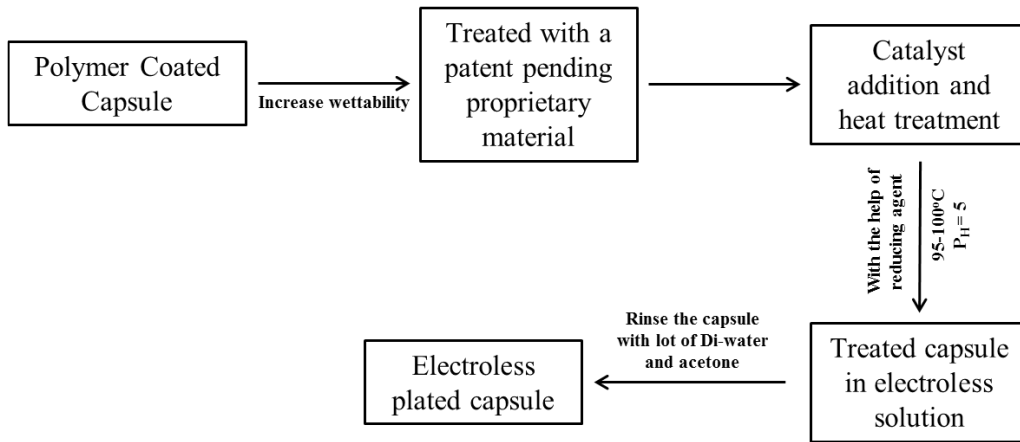 Polymer Coated
Capsule
Increase wettability
Treated with a
patent pending
proprietary
material
Catalyst
addition and
heat treatment
With the help of
reducing agent
95-100°C
P_H = 5
Treated capsule
in electroless
solution
Rinse the capsule
with lot of Di-water
and acetone
Electroless
plated capsule